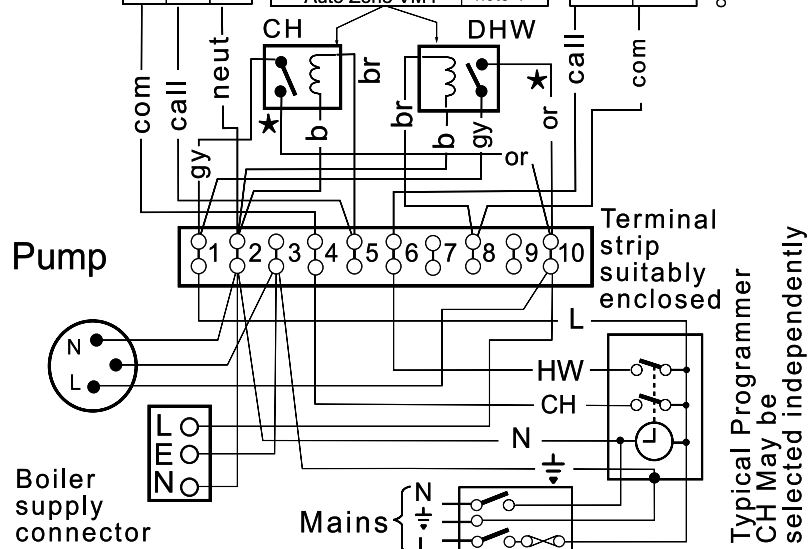 CH
DHW
com
call
neut
br
b
gy
br
b
gy
or
or
call
com
Pump
1 2 3 4 5 6 7 8 9 10
Terminal
strip
suitably
enclosed
N
L
L
HW
CH
N
L
E
N
Boiler
supply
connector
Mains
N
Typical Programmer
CH May be
selected independently